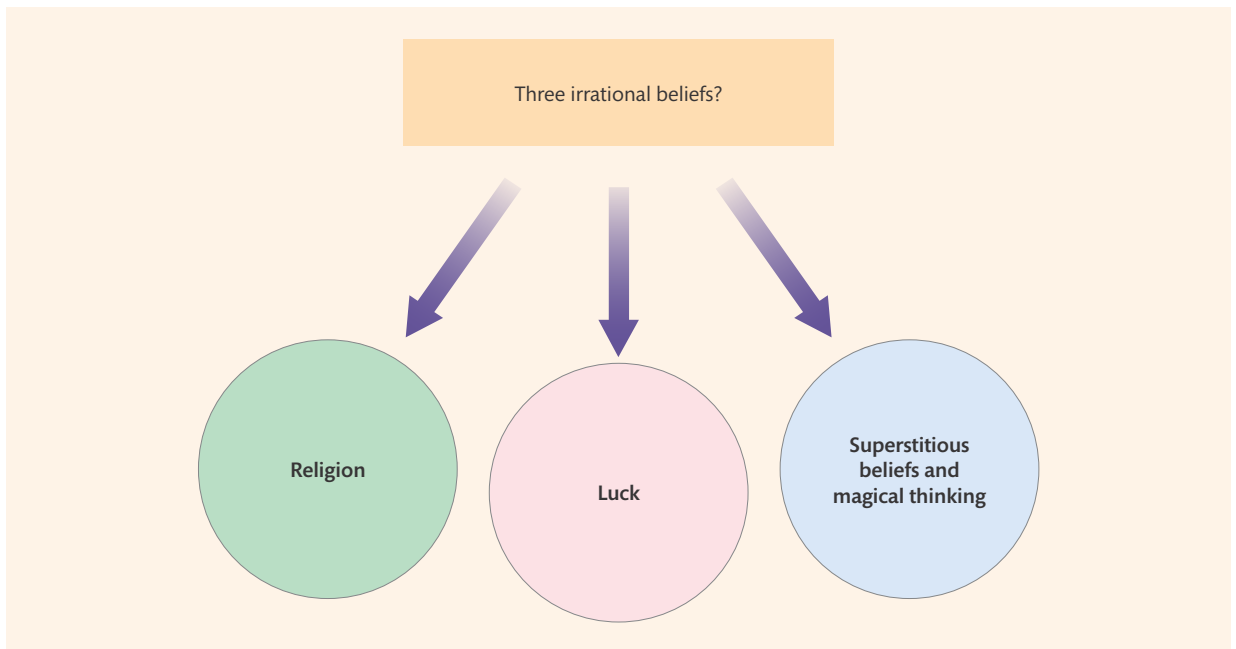 Three irrational beliefs?
Religion
Luck
Superstitious
beliefs and
magical thinking